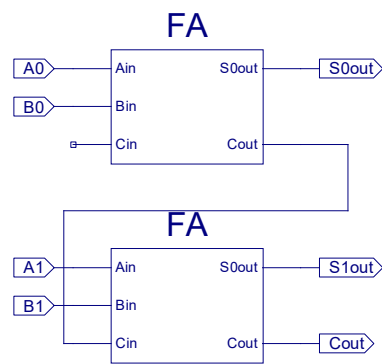 FA
A0 Ain S0out S0out
B0 Bin
Cin Cout
FA
A1 Ain S0out S1out
B1 Bin
Cin Cout Cout